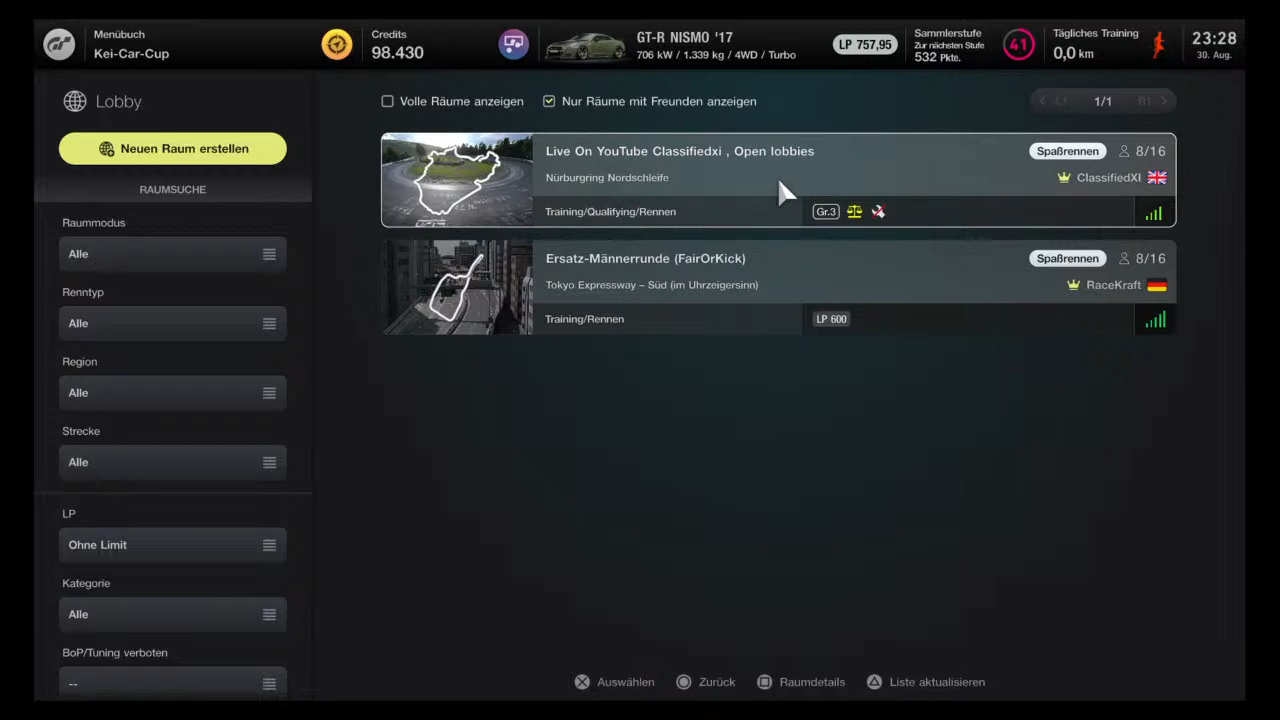 Menübuch
Kei-Car-Cup
Credits
98.430
GT-R NISMO '17
706 kW / 1.339 kg / 4WD / Turbo
LP 757,95
Sammlerstufe
Zur nächsten Stufe
532 Pkte.
41
Tägliches Training
0,0 km
23:28
30. Aug.
Lobby
Volle Räume anzeigen
Nur Räume mit Freunden anzeigen
1/1
Neuen Raum erstellen
RAUMSUCHE
Raummodus
Alle
Renntyp
Alle
Region
Alle
Strecke
Alle
LP
Ohne Limit
Kategorie
Alle
BoP/Tuning verboten
--
Live On YouTube Classifiedxi , Open lobbies
Spaßrennen
8/16
Nürburgring Nordschleife
ClassifiedXI
Training/Qualifying/Rennen
Gr.3
Ersatz-Männerrunde (FairOrKick)
Spaßrennen
8/16
Tokyo Expressway – Süd (im Uhrzeigersinn)
RaceKraft
Training/Rennen
LP 600
Auswählen
Zurück
Raumdetails
Liste aktualisieren